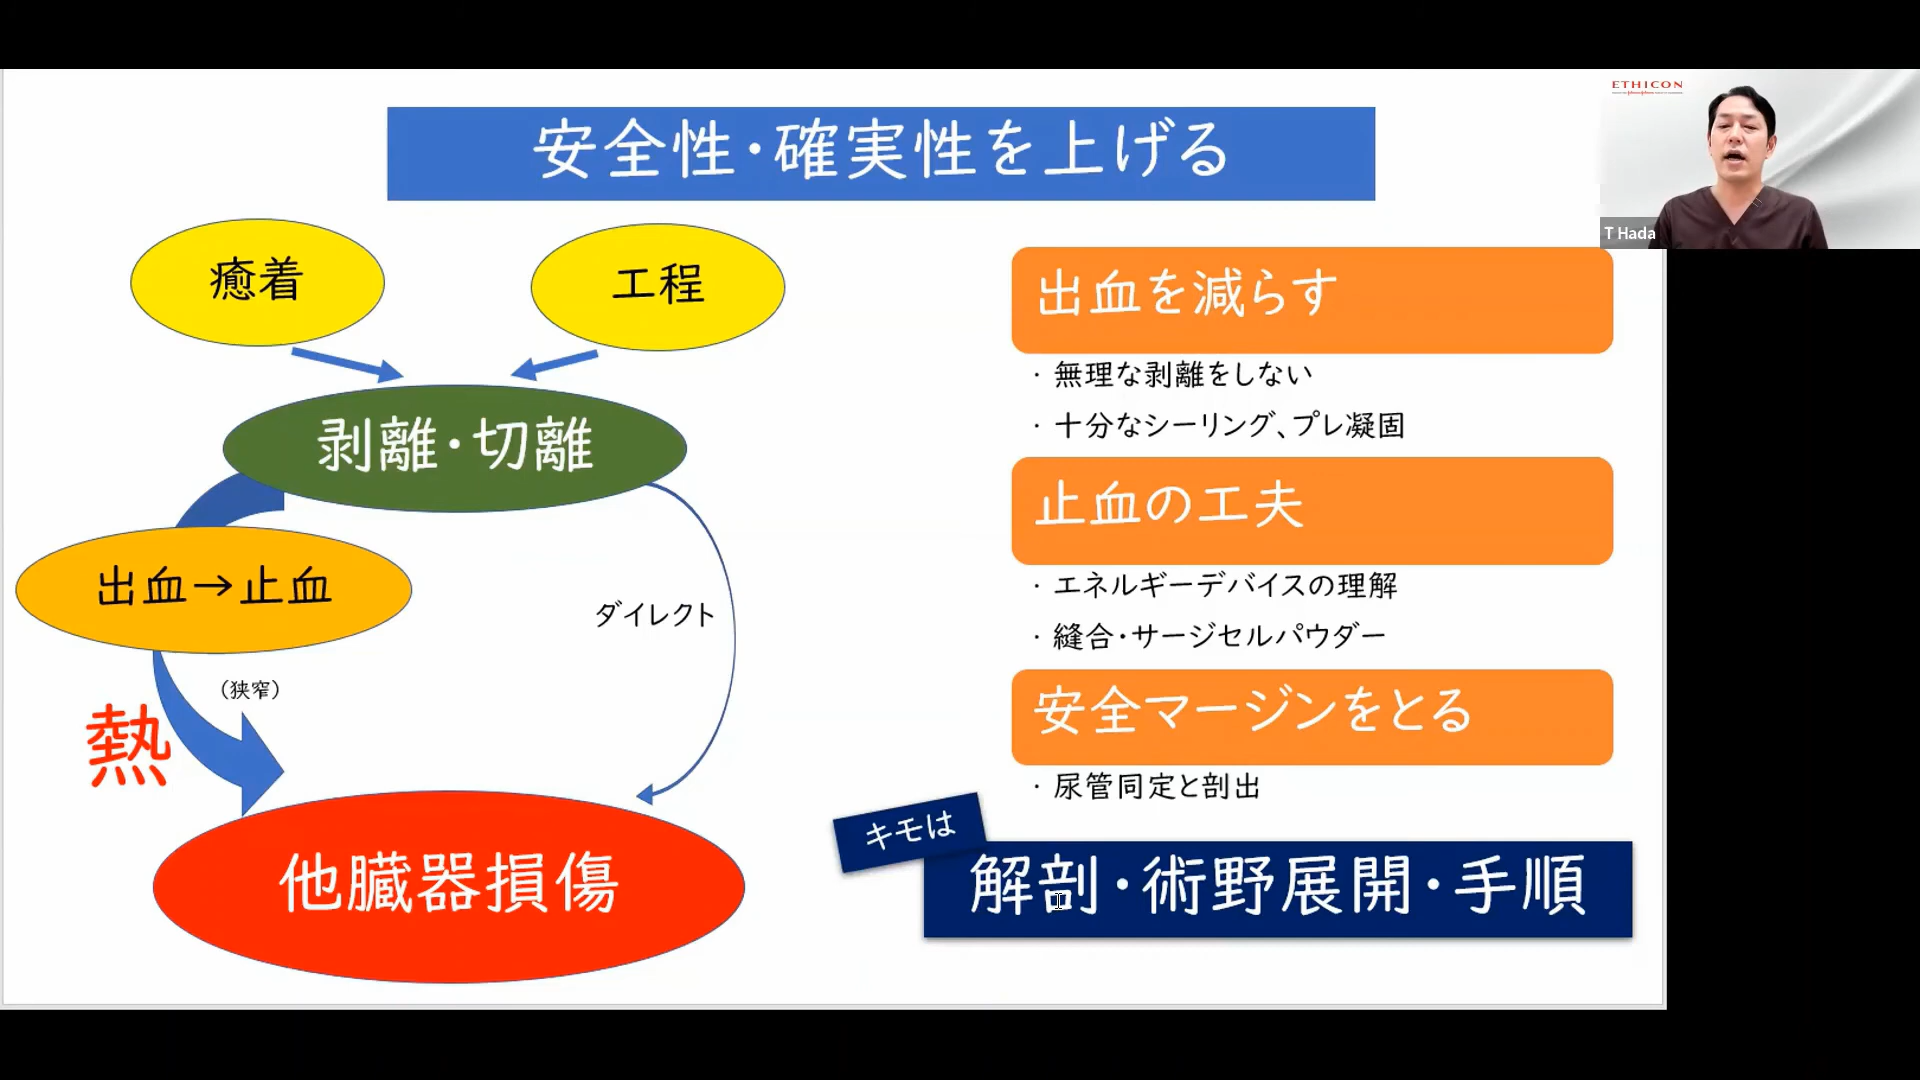 安全性・確実性を上げる
癒着
工程
剥離・切離
出血→止血
ダイレクト
（狭窄）
熱
他臓器損傷
出血を減らす
・無理な剥離をしない
・十分なシーリング、プレ凝固
止血の工夫
・エネルギーデバイスの理解
・縫合・サージセルパウダー
安全マージンをとる
・尿管同定と剖出
キモは
解剖・術野展開・手順
ETHICON
T Hada